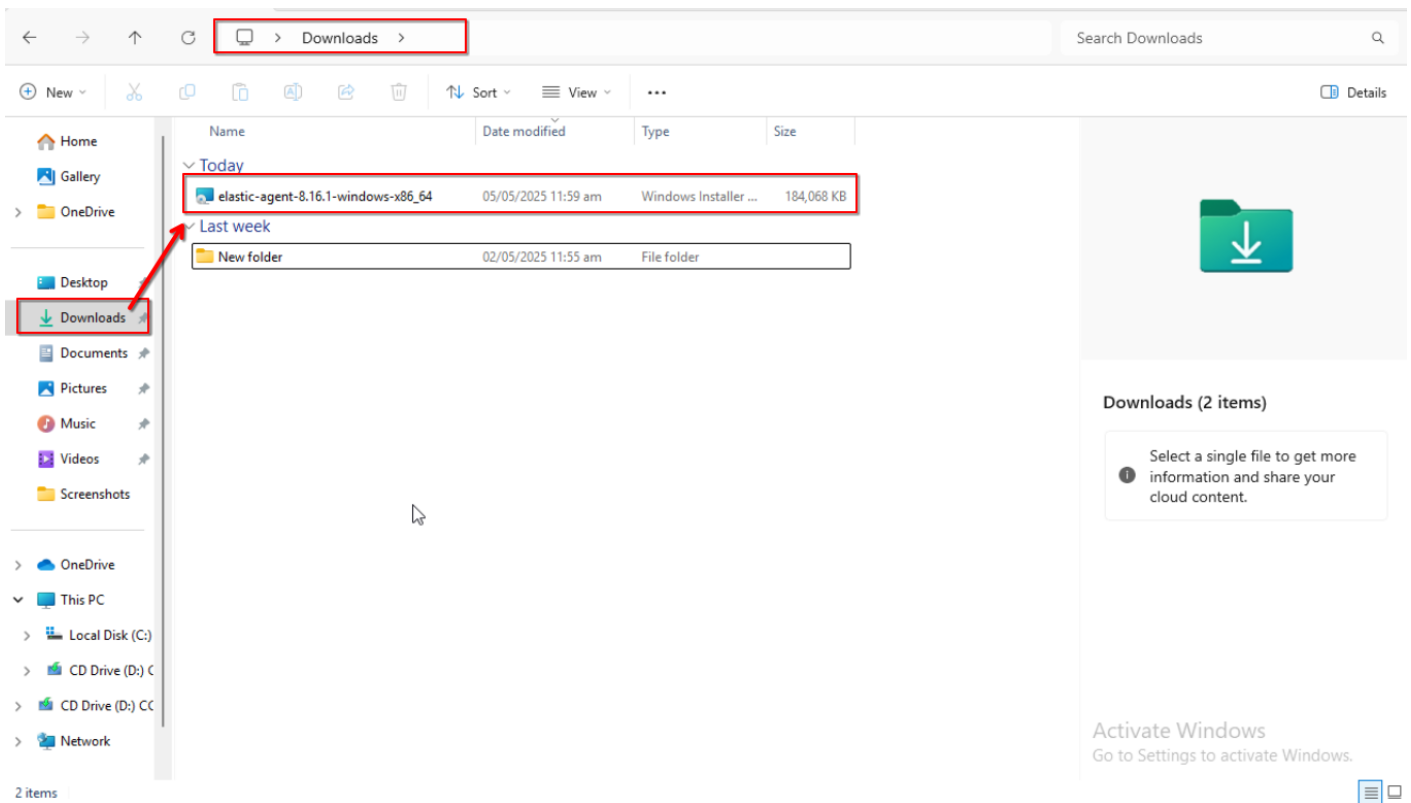 Downloads
Search Downloads
New
Sort
View
Details
Name Date modified Type Size
Today
elastic-agent-8.16.1-windows-x86_64 05/05/2025 11:59 am Windows Installer ... 184,068 KB
Last week
New folder 02/05/2025 11:55 am File folder
Home
Gallery
OneDrive
Desktop
Downloads
Documents
Pictures
Music
Videos
Screenshots
OneDrive
This PC
Local Disk (C:)
CD Drive (D:) C
CD Drive (D:) CC
Network
Downloads (2 items)
Select a single file to get more
information and share your
cloud content.
Activate Windows
Go to Settings to activate Windows.
2 items